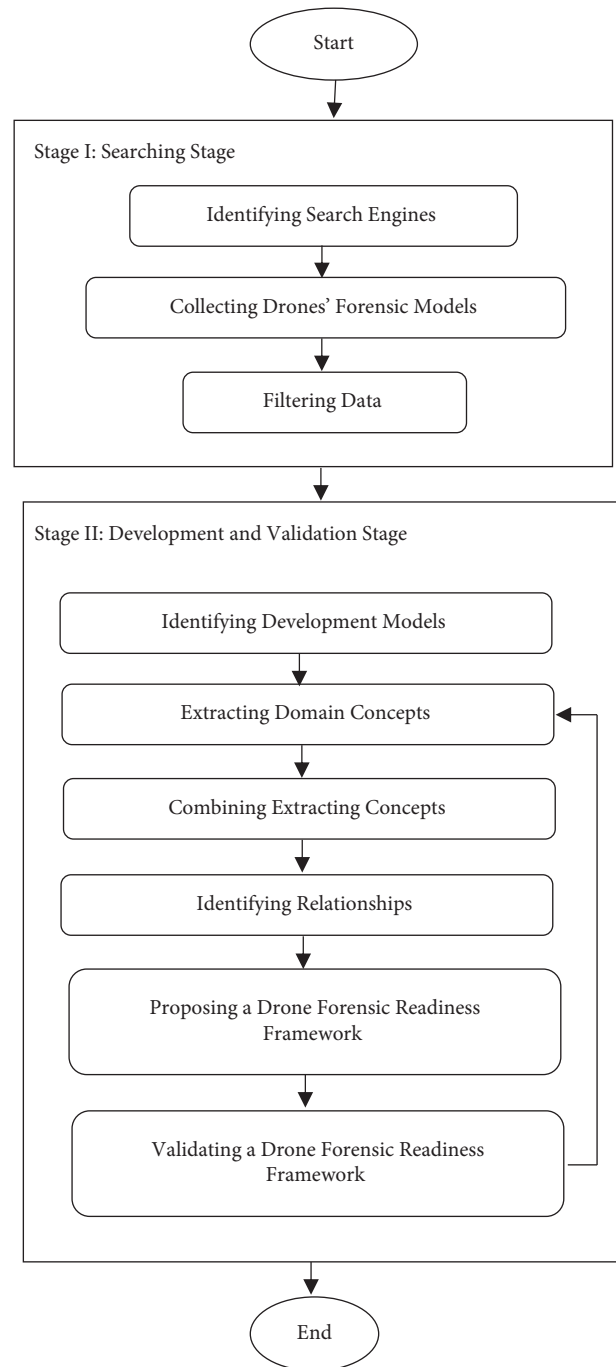 Start
Stage I: Searching Stage
Identifying Search Engines
Collecting Drones' Forensic Models
Filtering Data
Stage II: Development and Validation Stage
Identifying Development Models
Extracting Domain Concepts
Combining Extracting Concepts
Identifying Relationships
Proposing a Drone Forensic Readiness
Framework
Validating a Drone Forensic Readiness
Framework
End